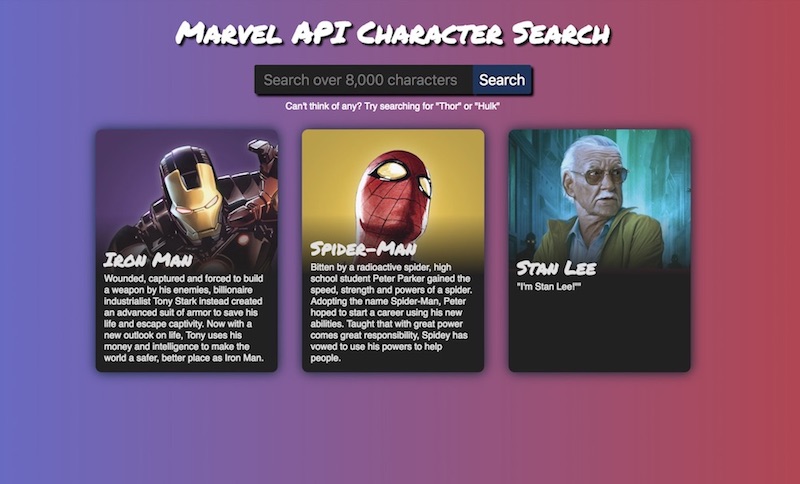 Marvel API Character Search
Search over 8,000 characters Search
Can't think of any? Try searching for "Thor" or "Hulk"
Iron Man
Wounded, captured and forced to build
a weapon by his enemies, billionaire
industrialist Tony Stark instead created
an advanced suit of armor to save his
life and escape captivity. Now with a
new outlook on life, Tony uses his
money and intelligence to make the
world a safer, better place as Iron Man.
Spider-Man
Bitten by a radioactive spider, high
school student Peter Parker gained the
speed, strength and powers of a spider.
Adopting the name Spider-Man, Peter
hoped to start a career using his new
abilities. Taught that with great power
comes great responsibility, Spidey has
vowed to use his powers to help
people.
Stan Lee
"I'm Stan Lee!""